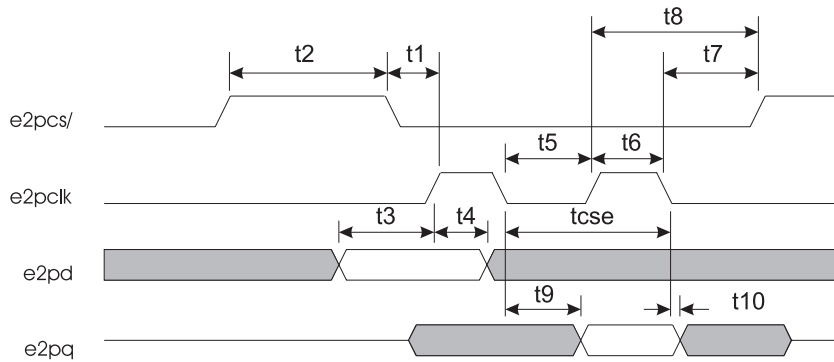 t8
t2 t1 t7
e2pcs/
t5 t6
e2pclk
t3 t4 tcse
e2pd
t9 t10
e2pq